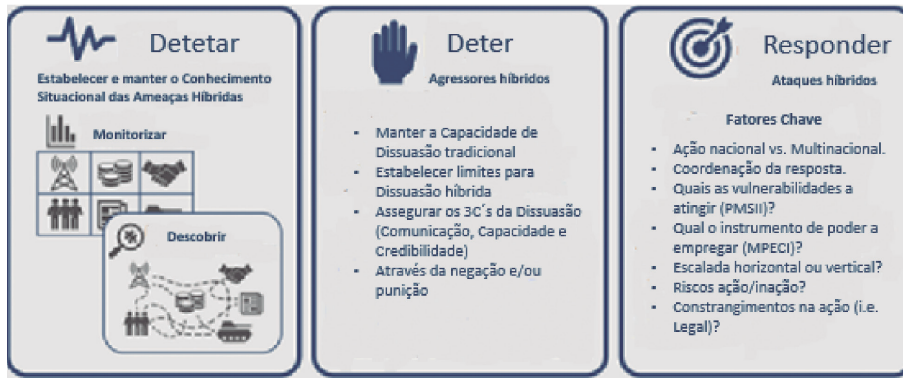 Detetar
Estabelecer e manter o Conhecimento
Situacional das Ameaças Híbridas
Monitorizar
Descobrir
Deter
Agressores híbridos
- Manter a Capacidade de
Dissuasão tradicional
- Estabelecer limites para
Dissuasão híbrida
- Assegurar os 3C´s da Dissuasão
(Comunicação, Capacidade e
Credibilidade)
- Através da negação e/ou
punição
Responder
Ataques híbridos
Fatores Chave
- Ação nacional vs. Multinacional.
- Coordenação da resposta.
- Quais as vulnerabilidades a
atingir (PMSII)?
- Qual o instrumento de poder a
empregar (MPECI)?
- Escalada horizontal ou vertical?
- Riscos ação/inação?
- Constrangimentos na ação (i.e.
Legal)?